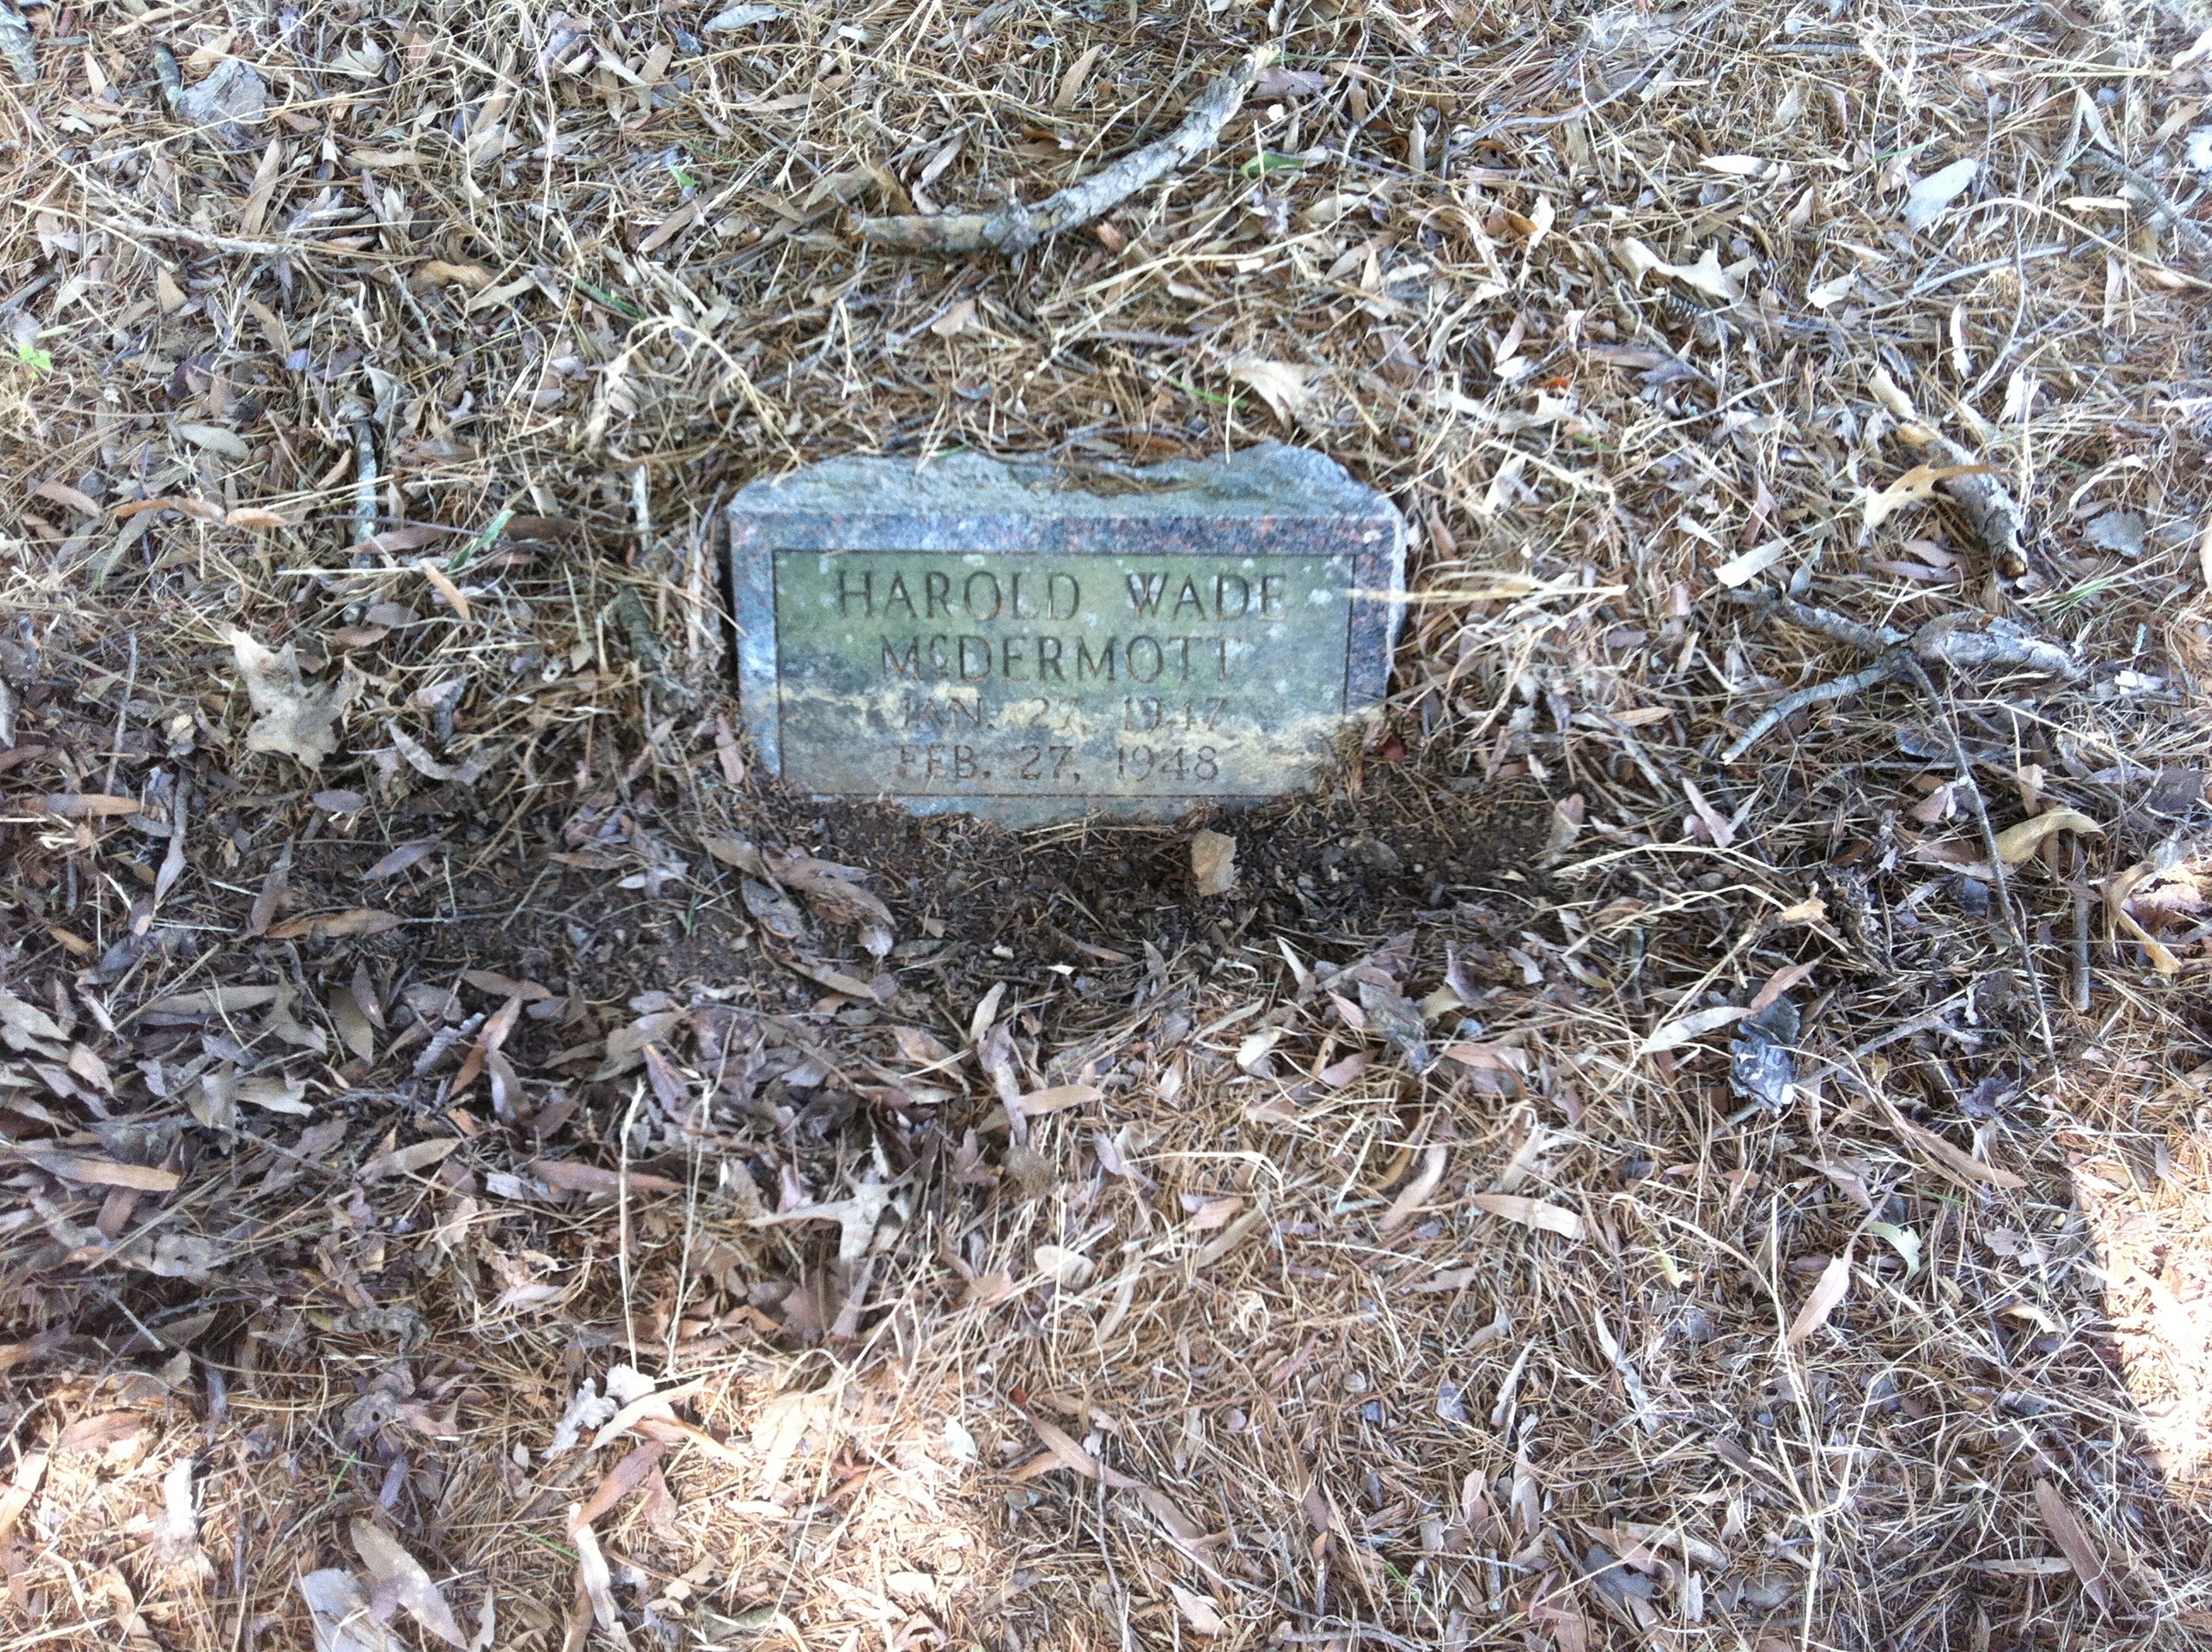 HAROLD WADE
McDERMOTT
JAN. 27, 1947
FEB. 27, 1948